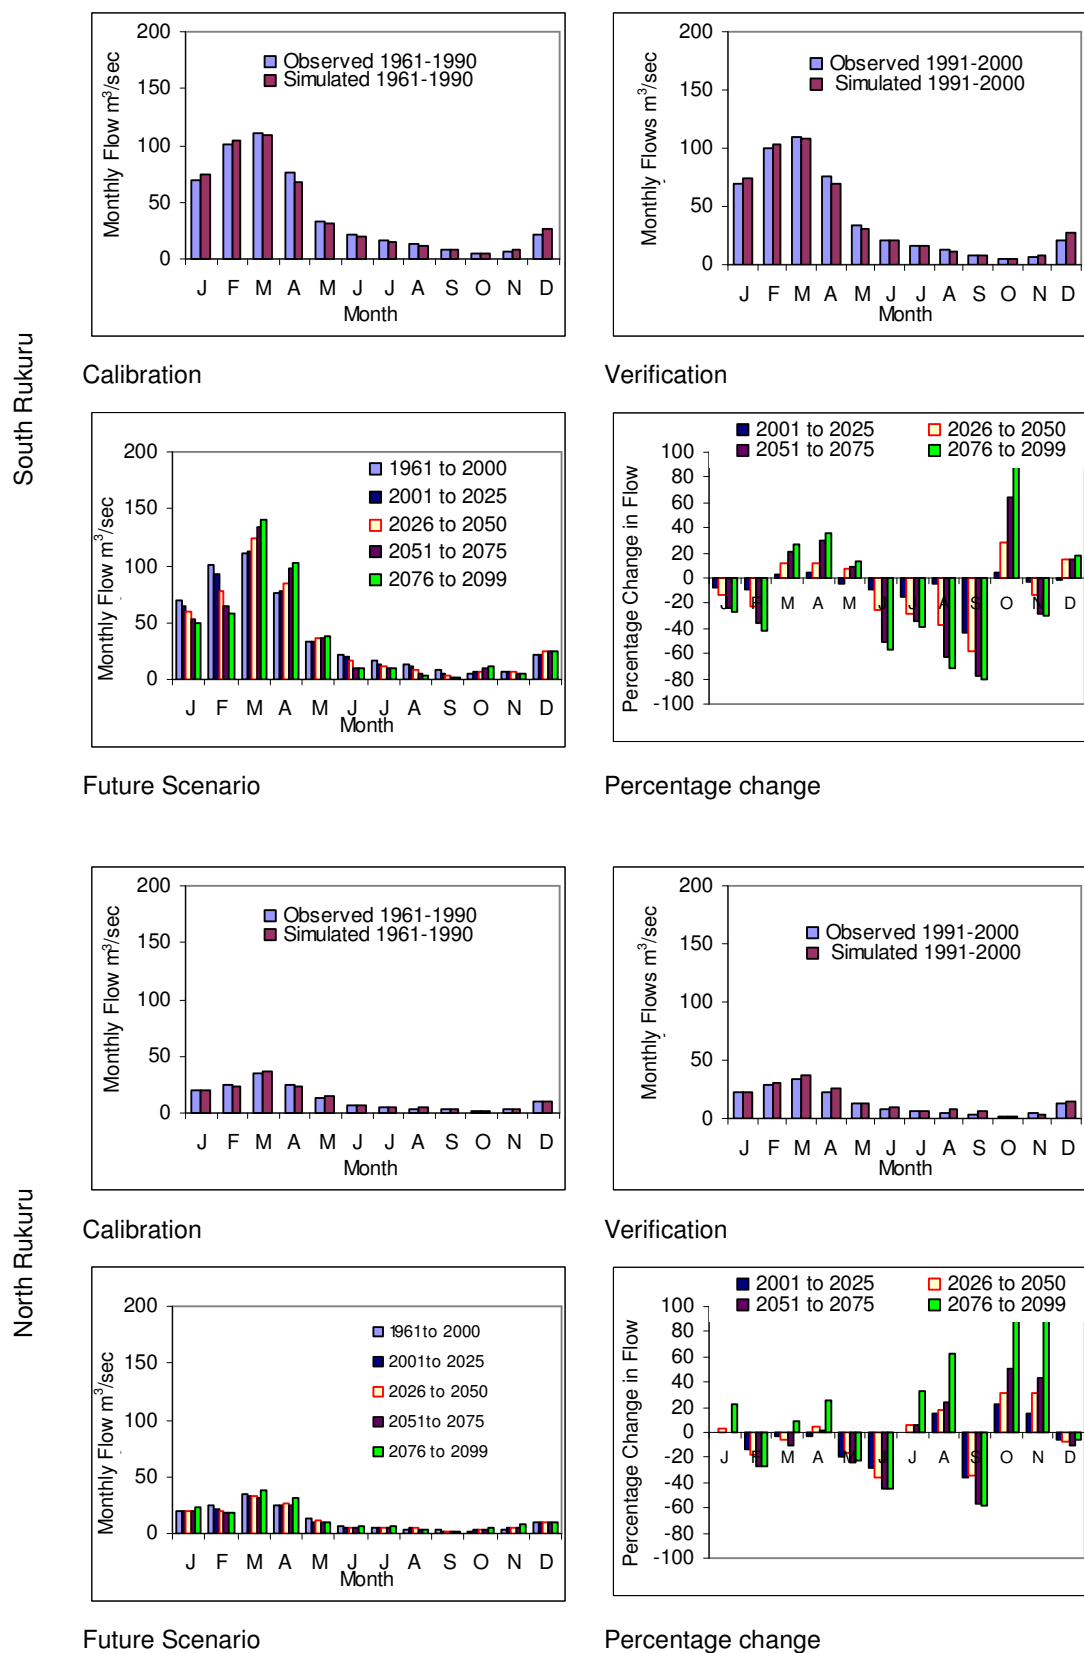 South Rukuru
200
150
100
50
0
Monthly Flow m³/sec
Observed 1961-1990
Simulated 1961-1990
J F M A M J J A S O N D
Month
Calibration
200
150
100
50
0
Monthly Flows m³/sec
Observed 1991-2000
Simulated 1991-2000
J F M A M J J A S O N D
Month
Verification
200
150
100
50
0
Monthly Flow m³/sec
1961 to 2000
2001 to 2025
2026 to 2050
2051 to 2075
2076 to 2099
J F M A M J J A S O N D
Month
Future Scenario
2001 to 2025
2026 to 2050
2051 to 2075
2076 to 2099
100
80
60
40
20
0
-20
-40
-60
-80
-100
Percentage Change in Flow
J F M A M J J A S O N D
Percentage change
North Rukuru
200
150
100
50
0
Monthly Flow m³/sec
Observed 1961-1990
Simulated 1961-1990
J F M A M J J A S O N D
Month
Calibration
200
150
100
50
0
Monthly Flows m³/sec
Observed 1991-2000
Simulated 1991-2000
J F M A M J J A S O N D
Month
Verification
200
150
100
50
0
Monthly Flow m³/sec
1961to 2000
2001to 2025
2026 to 2050
2051to 2075
2076 to 2099
J F M A M J J A S O N D
Month
Future Scenario
2001 to 2025
2026 to 2050
2051 to 2075
2076 to 2099
100
80
60
40
20
0
-20
-40
-60
-80
-100
Percentage Change in Flow
J F M A M J J A S O N D
Percentage change